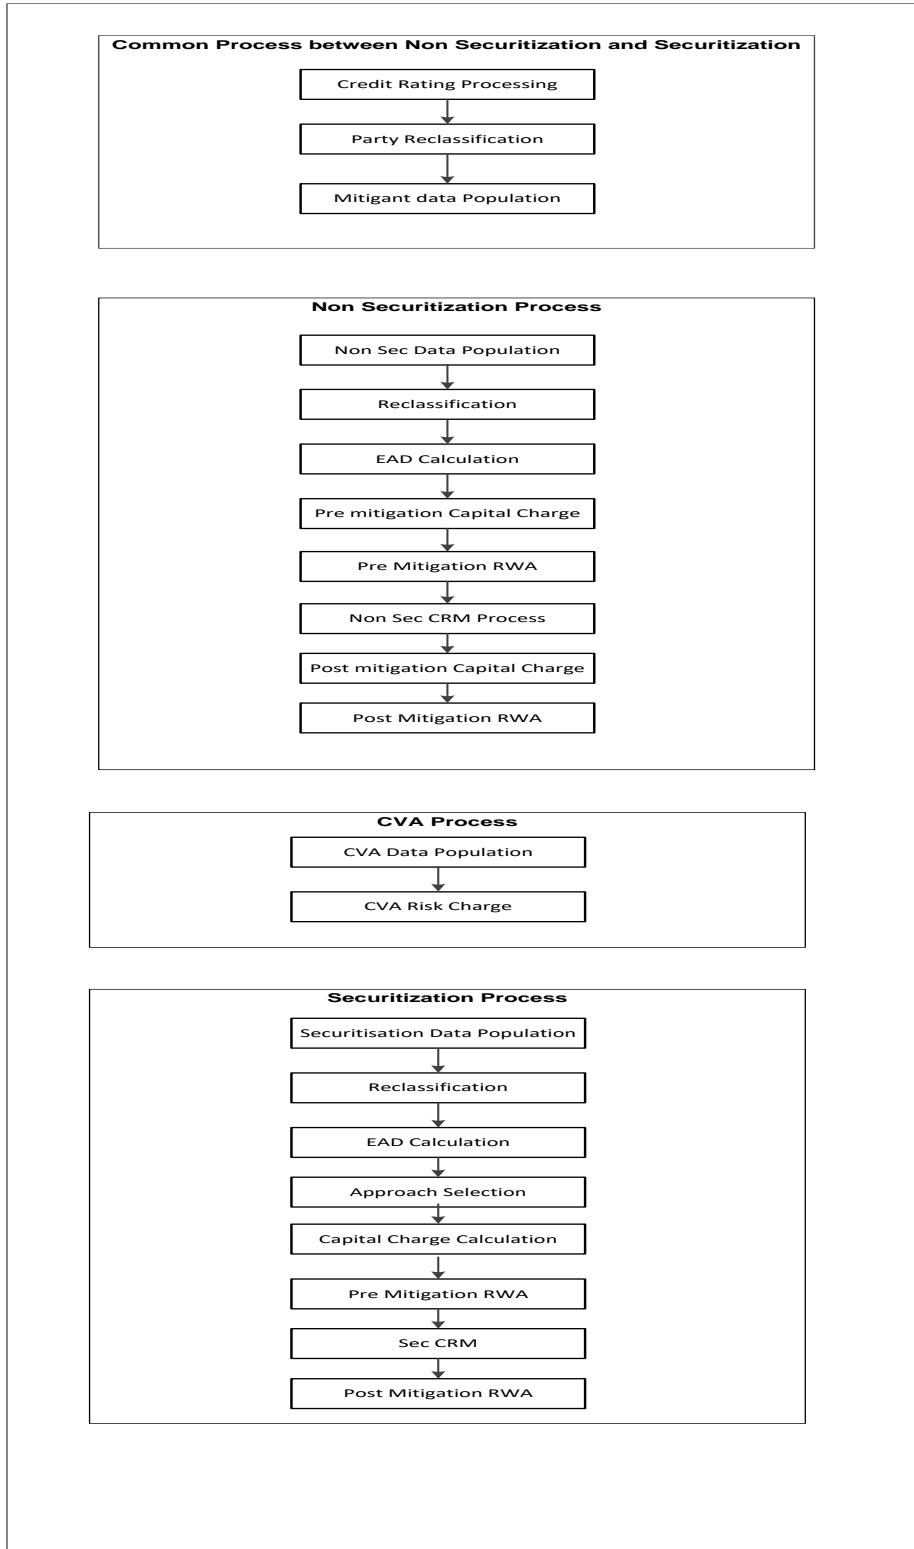 Common Process between Non Securitization and Securitization
Credit Rating Processing
Party Reclassification
Mitigant data Population
Non Securitization Process
Non Sec Data Population
Reclassification
EAD Calculation
Pre mitigation Capital Charge
Pre Mitigation RWA
Non Sec CRM Process
Post mitigation Capital Charge
Post Mitigation RWA
CVA Process
CVA Data Population
CVA Risk Charge
Securitization Process
Securitisation Data Population
Reclassification
EAD Calculation
Approach Selection
Capital Charge Calculation
Pre Mitigation RWA
Sec CRM
Post Mitigation RWA